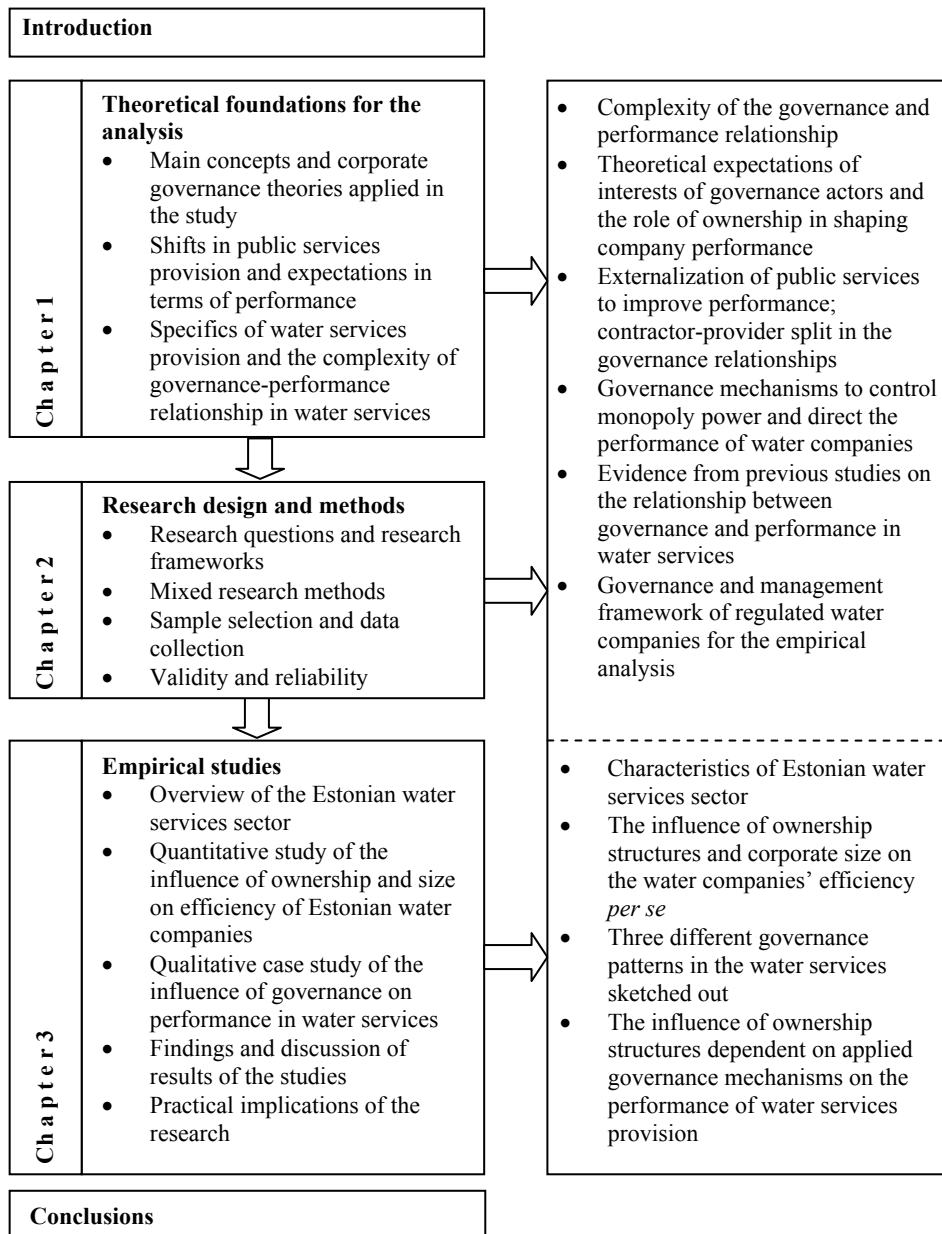 Introduction
Chapter 1
Theoretical foundations for the
analysis
• Main concepts and corporate
governance theories applied in
the study
• Shifts in public services
provision and expectations in
terms of performance
• Specifics of water services
provision and the complexity of
governance-performance
relationship in water services
• Complexity of the governance and
performance relationship
• Theoretical expectations of
interests of governance actors and
the role of ownership in shaping
company performance
• Externalization of public services
to improve performance;
contractor-provider split in the
governance relationships
• Governance mechanisms to control
monopoly power and direct the
performance of water companies
• Evidence from previous studies on
the relationship between
governance and performance in
water services
• Governance and management
framework of regulated water
companies for the empirical
analysis
Chapter 2
Research design and methods
• Research questions and research
frameworks
• Mixed research methods
• Sample selection and data
collection
• Validity and reliability
Chapter 3
Empirical studies
• Overview of the Estonian water
services sector
• Quantitative study of the
influence of ownership and size
on efficiency of Estonian water
companies
• Qualitative case study of the
influence of governance on
performance in water services
• Findings and discussion of
results of the studies
• Practical implications of the
research
• Characteristics of Estonian water
services sector
• The influence of ownership
structures and corporate size on
the water companies’ efficiency
per se
• Three different governance
patterns in the water services
sketched out
• The influence of ownership
structures dependent on applied
governance mechanisms on the
performance of water services
provision
Conclusions